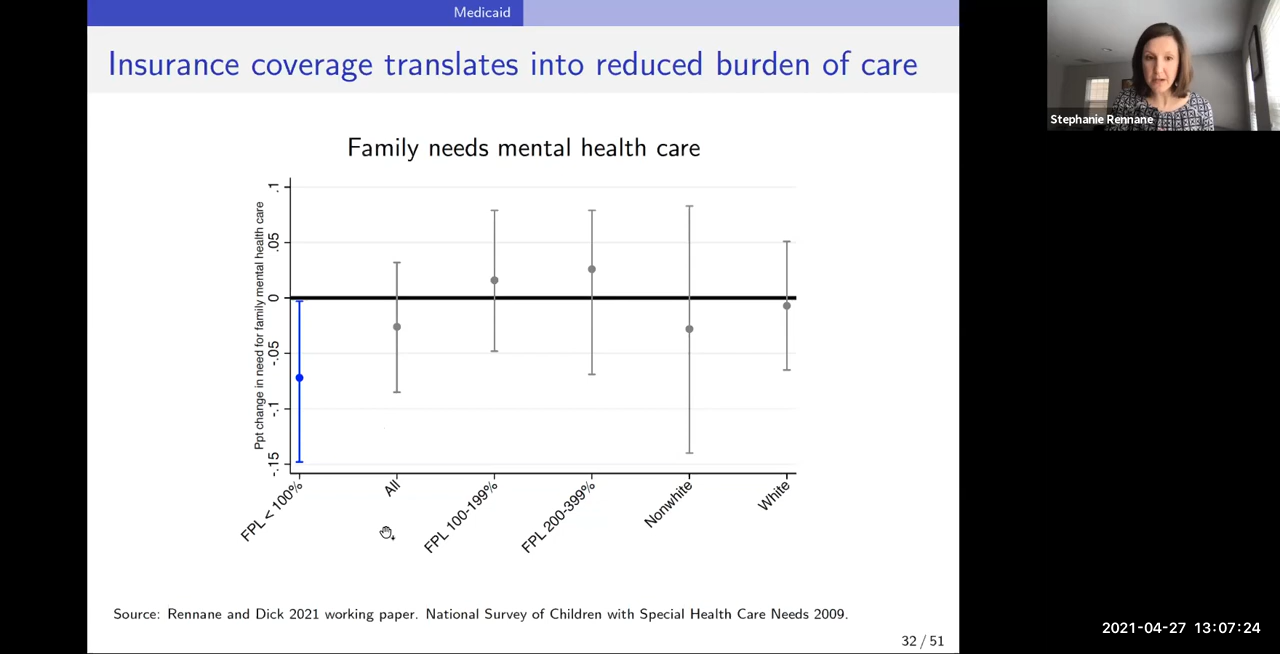 Medicaid
Insurance coverage translates into reduced burden of care
Family needs mental health care
Ppt change in need for family mental health care
.1
.05
0
-.05
-.1
-.15
FPL < 100%
All
FPL 100-199%
FPL 200-399%
Nonwhite
White
Source: Rennane and Dick 2021 working paper. National Survey of Children with Special Health Care Needs 2009.
32 / 51
Stephanie Rennane
2021-04-27 13:07:24